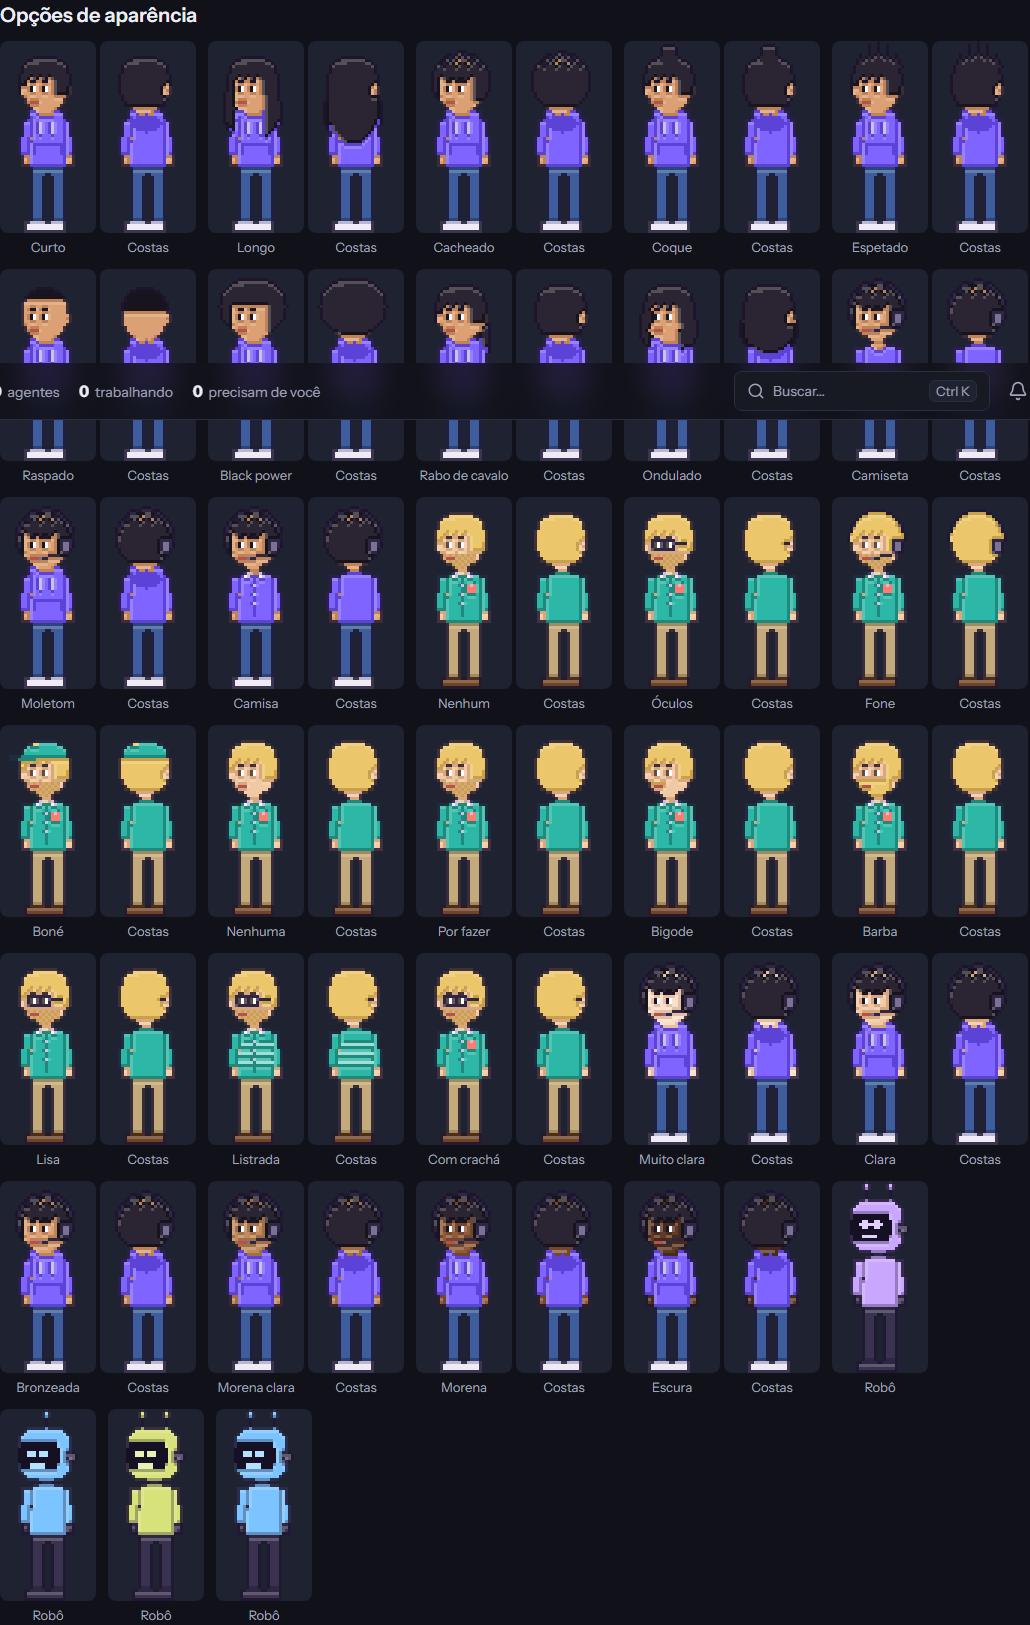 Opções de aparência
Curto Costas Longo Costas Cacheado Costas Coque Costas Espetado Costas
agentes 0 trabalhando 0 precisam de você Buscar... Ctrl K
Raspado Costas Black power Costas Rabo de cavalo Costas Ondulado Costas Camiseta Costas
Moletom Costas Camisa Costas Nenhum Costas Óculos Costas Fone Costas
Boné Costas Nenhuma Costas Por fazer Costas Bigode Costas Barba Costas
Lisa Costas Listrada Costas Com crachá Costas Muito clara Costas Clara Costas
Bronzeada Costas Morena clara Costas Morena Costas Escura Costas Robô
Robô Robô Robô